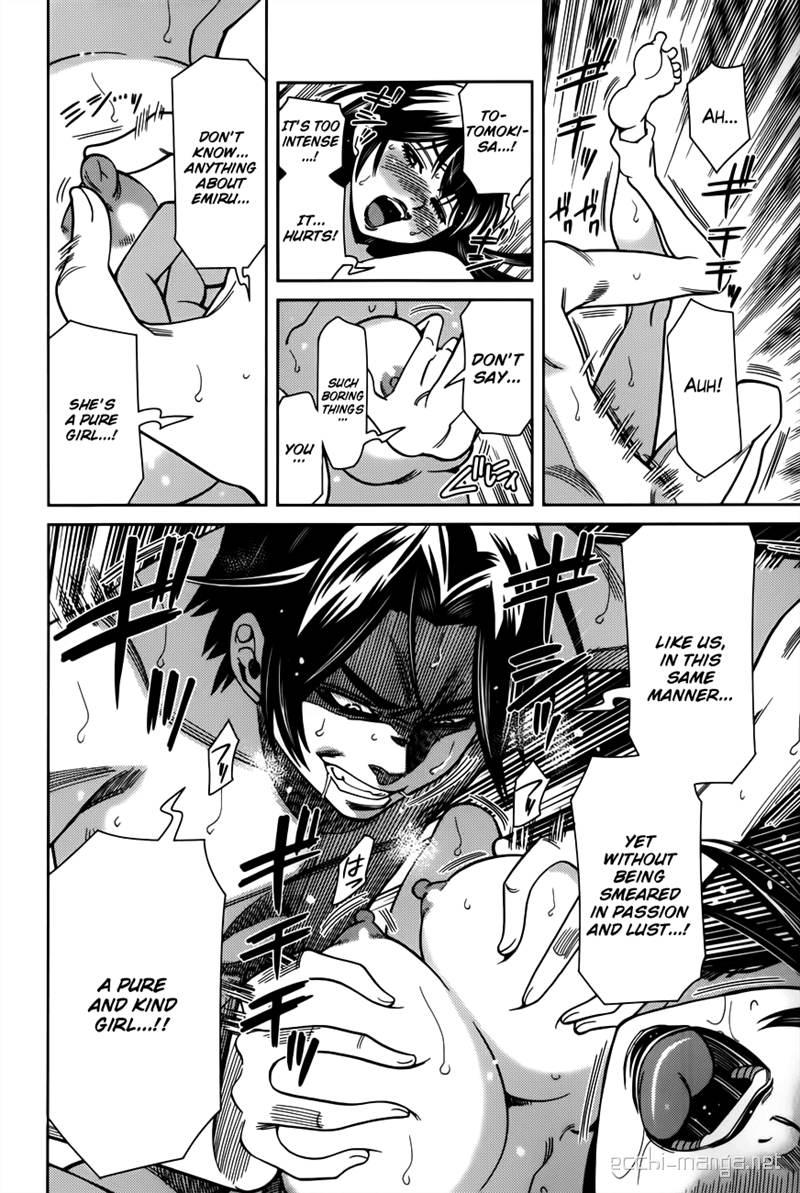 AH...
AUH!
TO-
TOMOKI-
SA...!
IT'S TOO
INTENSE
...!
IT...
HURTS!
DON'T
SAY...
SUCH
BORING
THINGS
YOU
...
DON'T
KNOW...
ANYTHING
ABOUT
EMIRU
SHE'S
A PURE
GIRL...!
LIKE US,
IN THIS
SAME
MANNER...
YET
WITHOUT
BEING
SMEARED
IN PASSION
AND LUST...!
はっ
A PURE
AND KIND
GIRL...!!
ecchi-manga.net